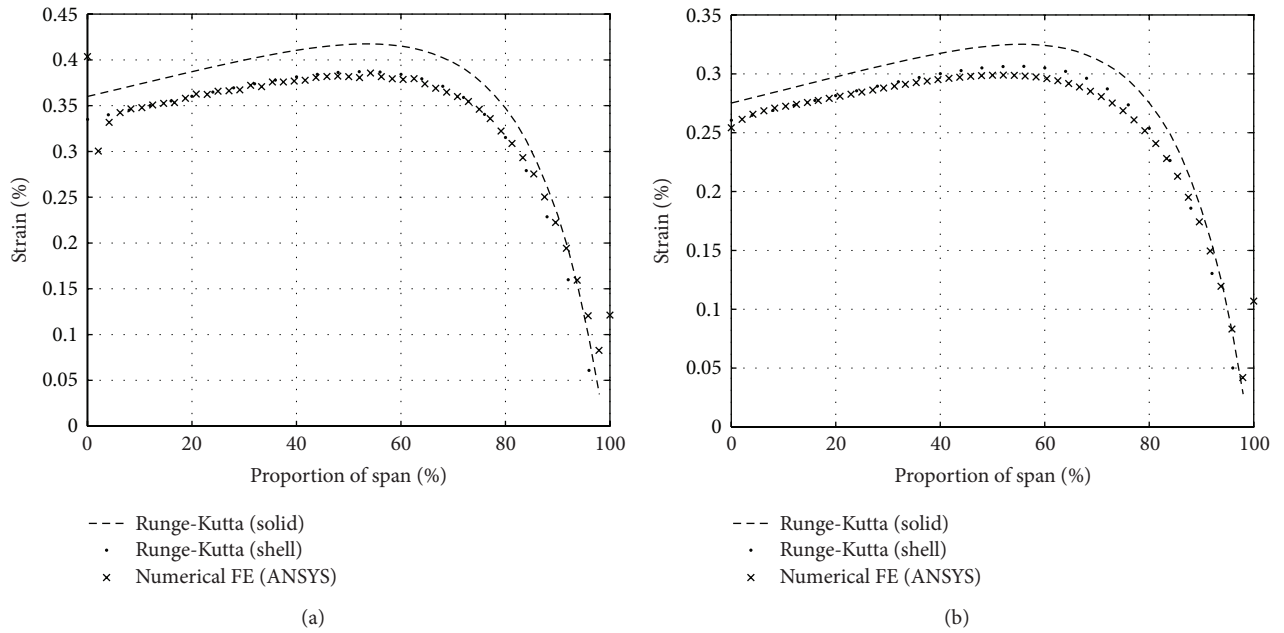 0.45
0.4
0.35
0.3
0.25
0.2
0.15
0.1
0.05
0
Strain (%)
0 20 40 60 80 100
Proportion of span (%)
Runge-Kutta (solid)
Runge-Kutta (shell)
Numerical FE (ANSYS)
(a)
0.35
0.3
0.25
0.2
0.15
0.1
0.05
0
Strain (%)
0 20 40 60 80 100
Proportion of span (%)
Runge-Kutta (solid)
Runge-Kutta (shell)
Numerical FE (ANSYS)
(b)